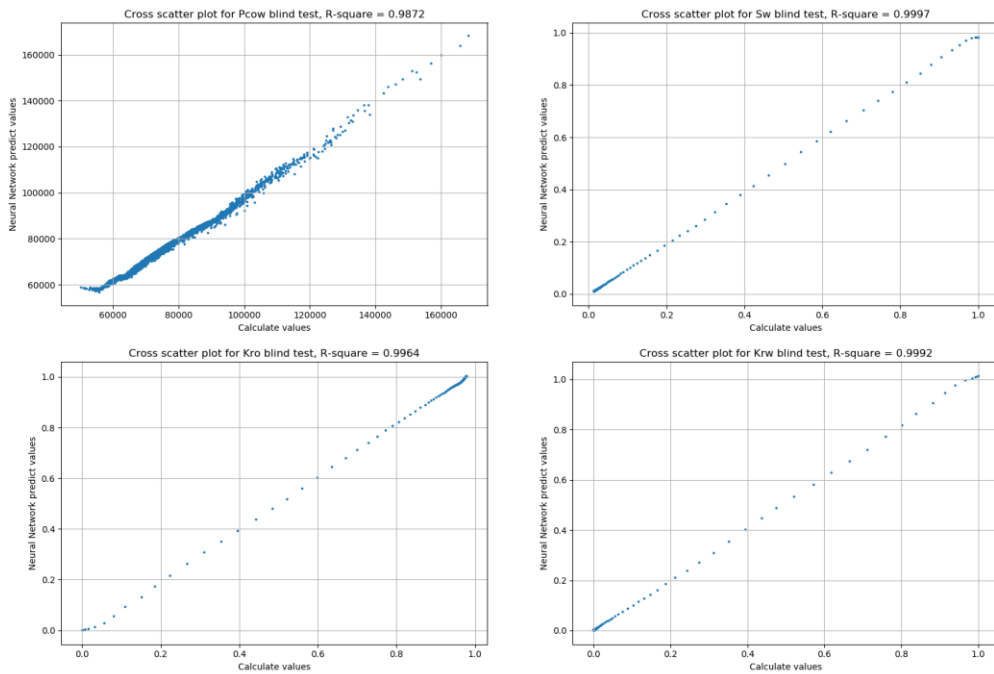 Cross scatter plot for Pcow blind test, R-square = 0.9872
160000
140000
120000
100000
80000
60000
Neural Network predict values
60000 80000 100000 120000 140000 160000
Calculate values
Cross scatter plot for Sw blind test, R-square = 0.9997
1.0
0.8
0.6
0.4
0.2
0.0
Neural Network predict values
0.0 0.2 0.4 0.6 0.8 1.0
Calculate values
Cross scatter plot for Kro blind test, R-square = 0.9964
1.0
0.8
0.6
0.4
0.2
0.0
Neural Network predict values
0.0 0.2 0.4 0.6 0.8 1.0
Calculate values
Cross scatter plot for Krw blind test, R-square = 0.9992
1.0
0.8
0.6
0.4
0.2
0.0
Neural Network predict values
0.0 0.2 0.4 0.6 0.8 1.0
Calculate values